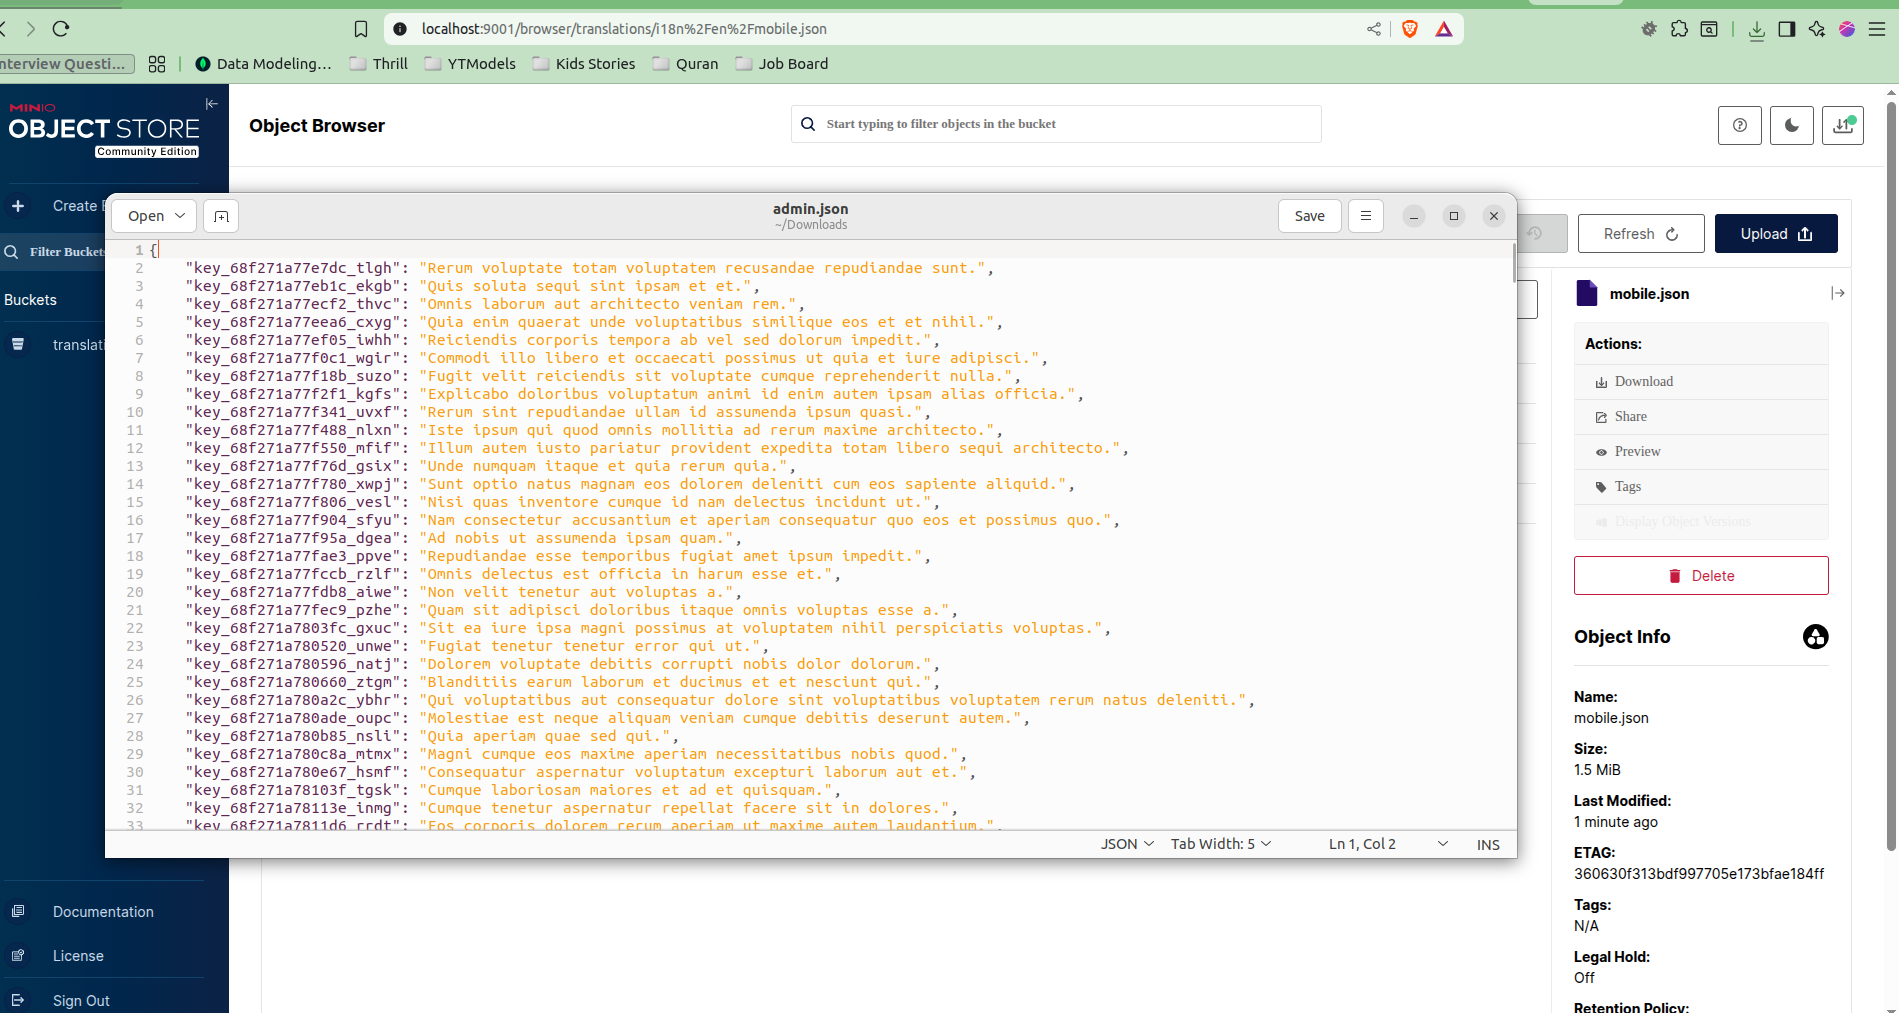 localhost:9001/browser/translations/i18n%2Fen%2Fmobile.json
nterview Questi...
Data Modeling...
Thrill
YTModels
Kids Stories
Quran
Job Board
MINIO
OBJECT STORE
Community Edition
Object Browser
Start typing to filter objects in the bucket
Create
Filter Buckets
Buckets
Documentation
License
Sign Out
Open
admin.json
~/Downloads
Save
1 {
2 "key_68f271a77e7dc_tlgh": "Rerum voluptate totam voluptatem recusandae repudiandae sunt.",
3 "key_68f271a77eb1c_ekgb": "Quis soluta sequi sint ipsam et et.",
4 "key_68f271a77ecf2_thvc": "Omnis laborum aut architecto veniam rem.",
5 "key_68f271a77eea6_cxyg": "Quia enim quaerat unde voluptatibus similique eos et et nihil.",
6 "key_68f271a77ef05_iwhh": "Reiciendis corporis tempora ab vel sed dolorum impedit.",
7 "key_68f271a77f0c1_wgir": "Commodi illo libero et occaecati possimus ut quia et iure adipisci.",
8 "key_68f271a77f18b_suzo": "Fugit velit reiciendis sit voluptate cumque reprehenderit nulla.",
9 "key_68f271a77f2f1_kgfs": "Explicabo doloribus voluptatum animi id enim autem ipsam alias officia.",
10 "key_68f271a77f341_uvxf": "Rerum sint repudiandae ullam id assumenda ipsum quasi.",
11 "key_68f271a77f488_nlxn": "Iste ipsum qui quod omnis mollitia ad rerum maxime architecto.",
12 "key_68f271a77f550_mfif": "Illum autem iusto pariatur provident expedita totam libero sequi architecto.",
13 "key_68f271a77f76d_gsix": "Unde numquam itaque et quia rerum quia.",
14 "key_68f271a77f780_xwpj": "Sunt optio natus magnam eos dolorem deleniti cum eos sapiente aliquid.",
15 "key_68f271a77f806_vesl": "Nisi quas inventore cumque id nam delectus incidunt ut.",
16 "key_68f271a77f904_sfyu": "Nam consectetur accusantium et aperiam consequatur quo eos et possimus quo.",
17 "key_68f271a77f95a_dgea": "Ad nobis ut assumenda ipsam quam.",
18 "key_68f271a77fae3_ppve": "Repudiandae esse temporibus fugiat amet ipsum impedit.",
19 "key_68f271a77fccb_rzlf": "Omnis delectus est officia in harum esse et.",
20 "key_68f271a77fdb8_aiwe": "Non velit tenetur aut voluptas a.",
21 "key_68f271a77fec9_pzhe": "Quam sit adipisci doloribus itaque omnis voluptas esse a.",
22 "key_68f271a7803fc_gxuc": "Sit ea iure ipsa magni possimus at voluptatem nihil perspiciatis voluptas.",
23 "key_68f271a780520_unwe": "Fugiat tenetur tenetur error qui ut.",
24 "key_68f271a780596_natj": "Dolorem voluptate debitis corrupti nobis dolor dolorum.",
25 "key_68f271a780660_ztgm": "Blanditiis earum laborum et ducimus et et nesciunt qui.",
26 "key_68f271a780a2c_ybhr": "Qui voluptatibus aut consequatur dolore sint voluptatibus voluptatem rerum natus deleniti.",
27 "key_68f271a780ade_oupc": "Molestiae est neque aliquam veniam cumque debitis deserunt autem.",
28 "key_68f271a780b85_nsli": "Quia aperiam quae sed qui.",
29 "key_68f271a780c8a_mtmx": "Magni cumque eos maxime aperiam necessitatibus nobis quod.",
30 "key_68f271a780e67_hsmf": "Consequatur aspernatur voluptatum excepturi laborum aut et.",
31 "key_68f271a78103f_tgsk": "Cumque laboriosam maiores et ad et quisquam.",
32 "key_68f271a78113e_inmg": "Cumque tenetur aspernatur repellat facere sit in dolores.",
33 "key_68f271a7811d6_rrdt": "Eos corporis dolorem rerum aperiam ut maxime autem laudantium.",
JSON
Tab Width: 5
Ln 1, Col 2
INS
Refresh
Upload
mobile.json
Actions:
Download
Share
Preview
Tags
Display Object Versions
Delete
Object Info
Name:
mobile.json
Size:
1.5 MiB
Last Modified:
1 minute ago
ETAG:
360630f313bdf997705e173bfae184ff
Tags:
N/A
Legal Hold:
Off
Retention Policy: